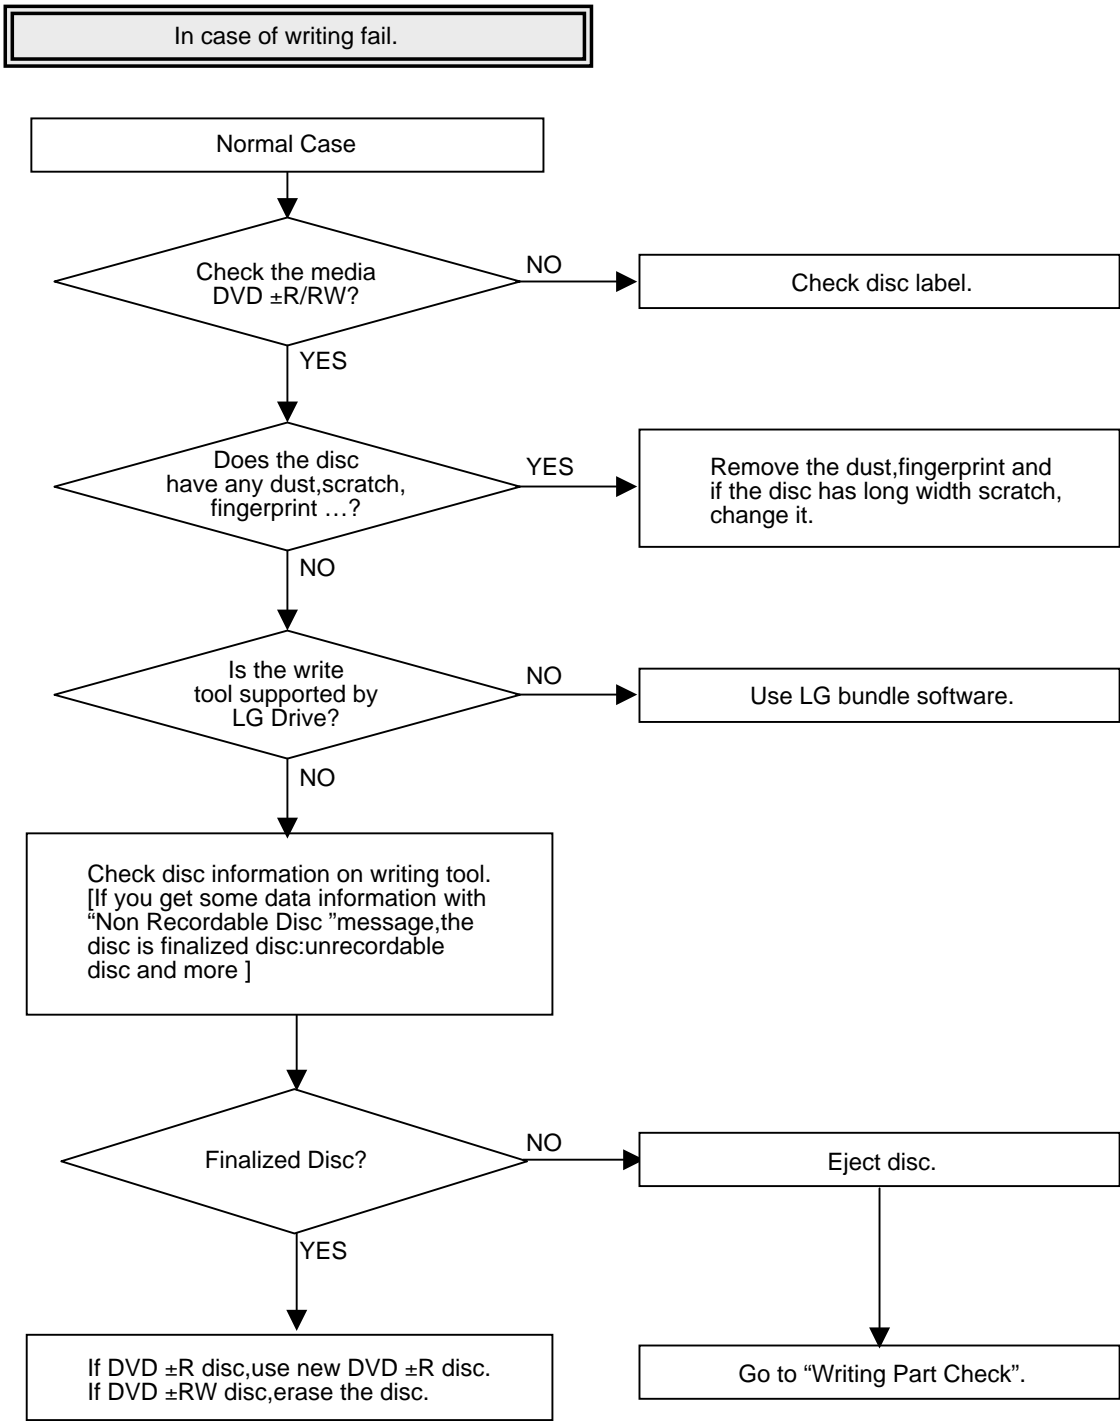 In case of writing fail.
Normal Case
Check the media
DVD ±R/RW?
NO
Check disc label.
YES
Does the disc
have any dust,scratch,
fingerprint …?
YES
Remove the dust,fingerprint and
if the disc has long width scratch,
change it.
NO
Is the write
tool supported by
LG Drive?
NO
Use LG bundle software.
NO
Check disc information on writing tool.
[If you get some data information with
“Non Recordable Disc ”message,the
disc is finalized disc:unrecordable
disc and more ]
Finalized Disc?
NO
Eject disc.
YES
If DVD ±R disc,use new DVD ±R disc.
If DVD ±RW disc,erase the disc.
Go to “Writing Part Check”.